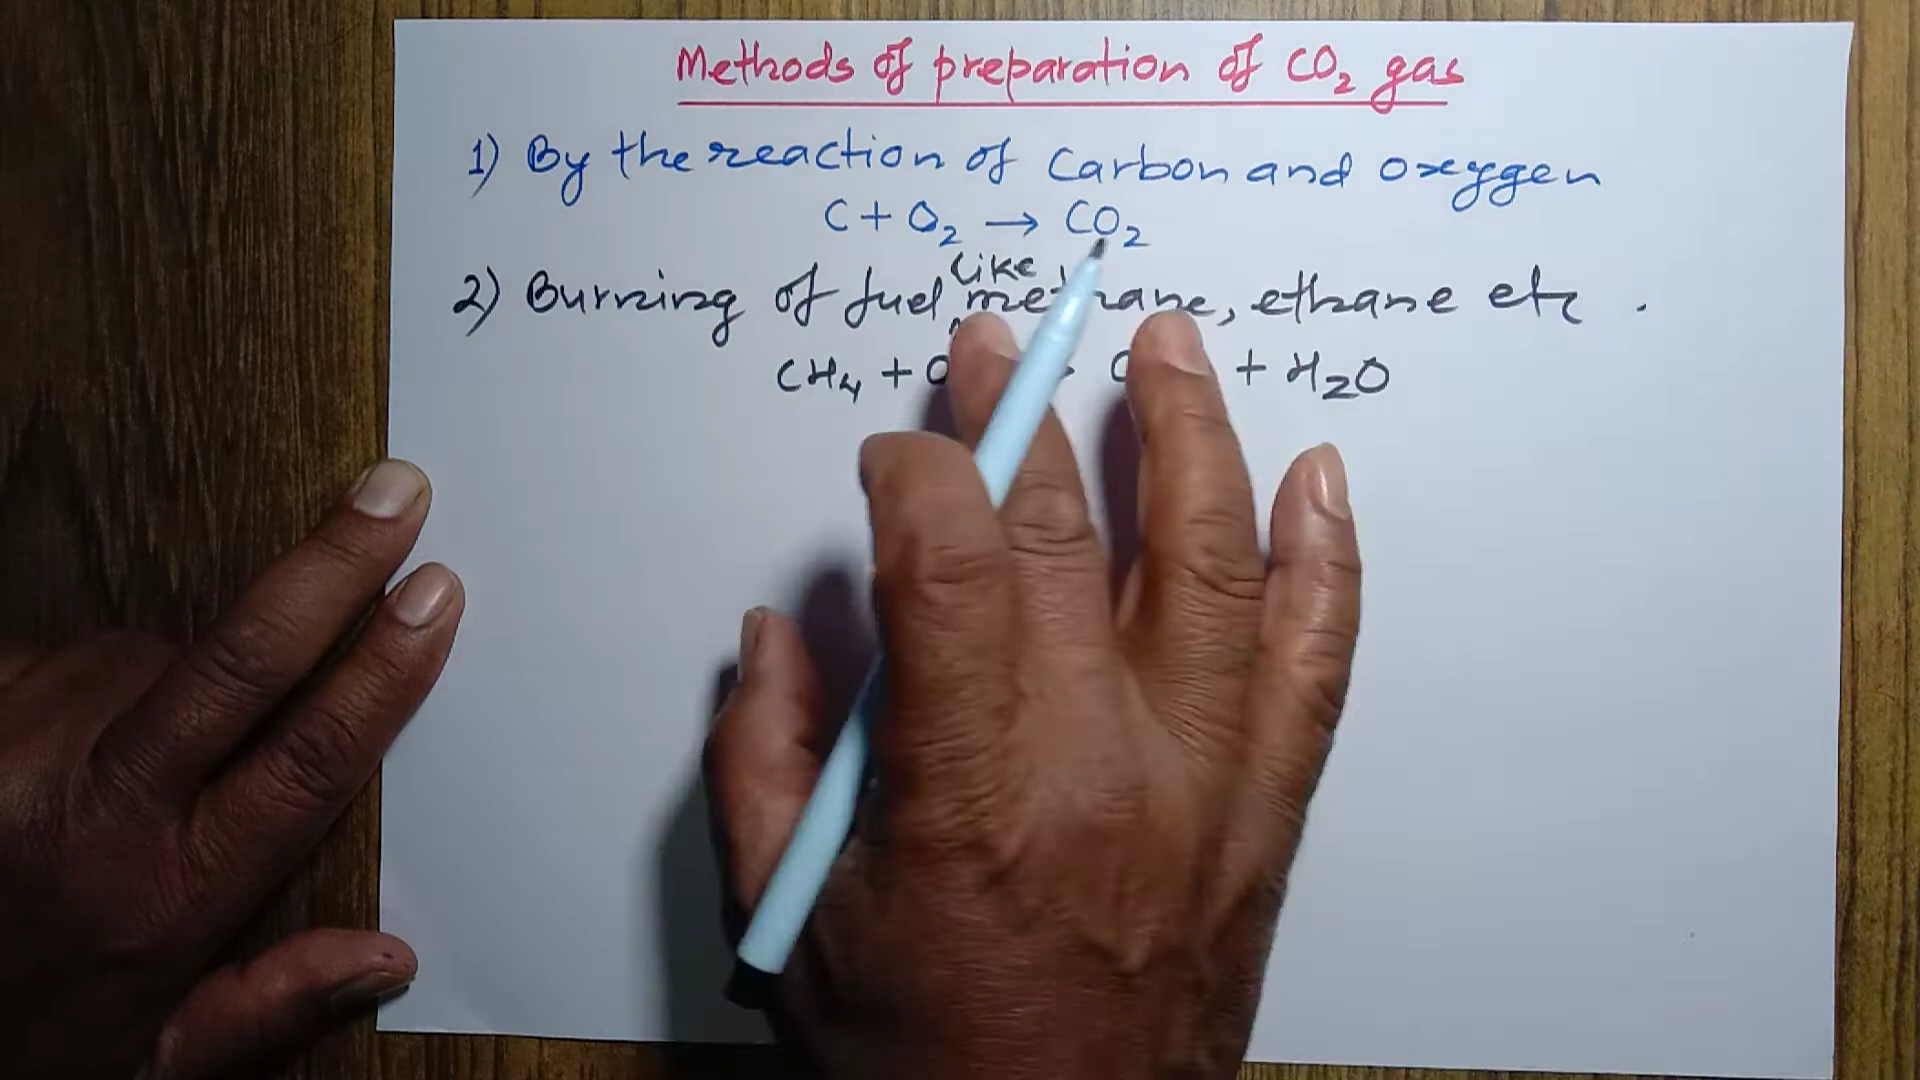 Methods of preparation of CO2 gas
1) By the reaction of Carbon and oxygen
C + O2 → CO2
like
2) Burning of fuel methane, ethane etc .
CH4 + + H2O